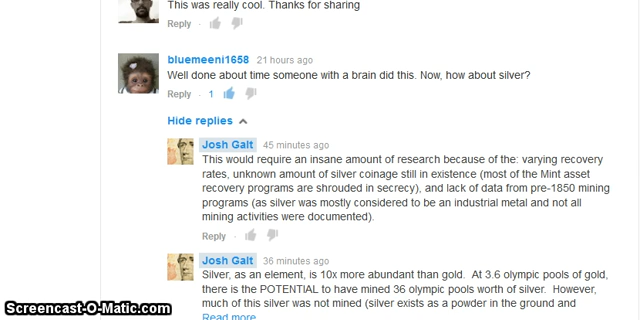 This was really cool. Thanks for sharing
Reply ·
bluemeeni1658 21 hours ago
Well done about time someone with a brain did this. Now, how about silver?
Reply · 1
Hide replies
Josh Galt 45 minutes ago
This would require an insane amount of research because of the: varying recovery
rates, unknown amount of silver coinage still in existence (most of the Mint asset
recovery programs are shrouded in secrecy), and lack of data from pre-1850 mining
programs (as silver was mostly considered to be an industrial metal and not all
mining activities were documented).
Reply ·
Josh Galt 36 minutes ago
Silver, as an element, is 10x more abundant than gold. At 3.6 olympic pools of gold,
there is the POTENTIAL to have mined 36 olympic pools worth of silver. However,
much of this silver was not mined (silver exists as a powder in the ground and
Read more
Screencast-O-Matic.com